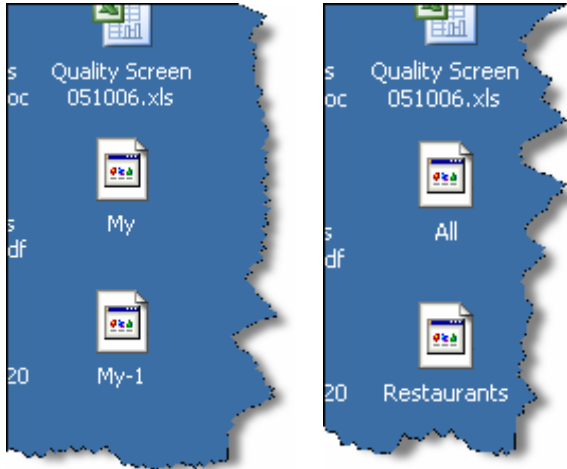 s
oc
Quality Screen
051006.xls
My
s
df
My-1
20
s
oc
Quality Screen
051006.xls
All
s
df
Restaurants
20